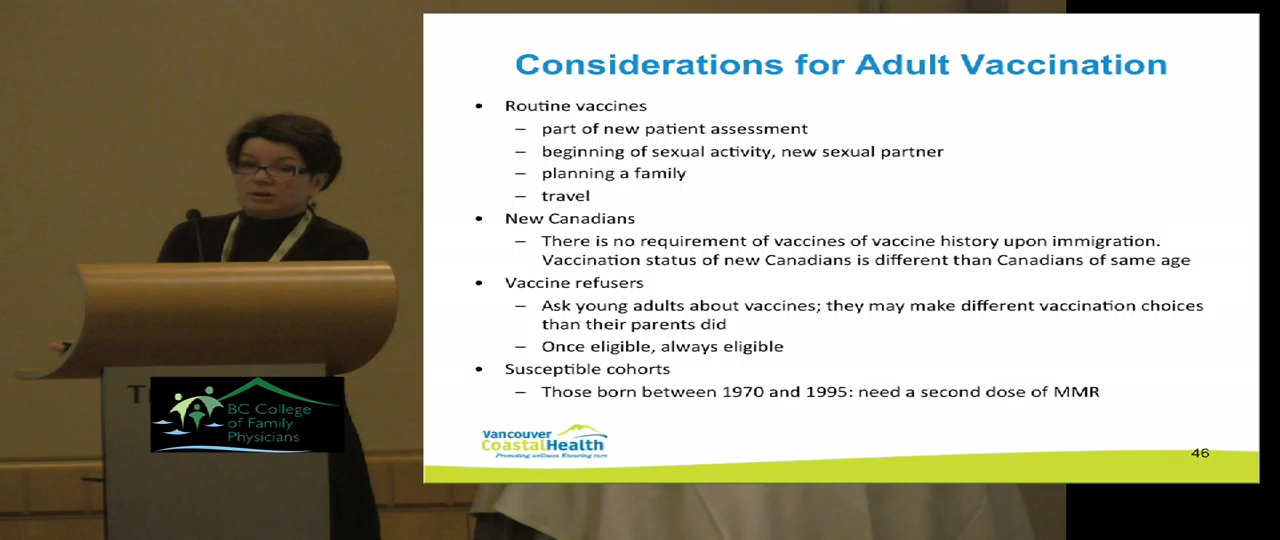 Considerations for Adult Vaccination
• Routine vaccines
– part of new patient assessment
– beginning of sexual activity, new sexual partner
– planning a family
– travel
• New Canadians
– There is no requirement of vaccines of vaccine history upon immigration.
Vaccination status of new Canadians is different than Canadians of same age
• Vaccine refusers
– Ask young adults about vaccines; they may make different vaccination choices
than their parents did
– Once eligible, always eligible
• Susceptible cohorts
– Those born between 1970 and 1995: need a second dose of MMR
Vancouver
CoastalHealth
Promoting wellness. Ensuring care.
46
BC College
of Family
Physicians